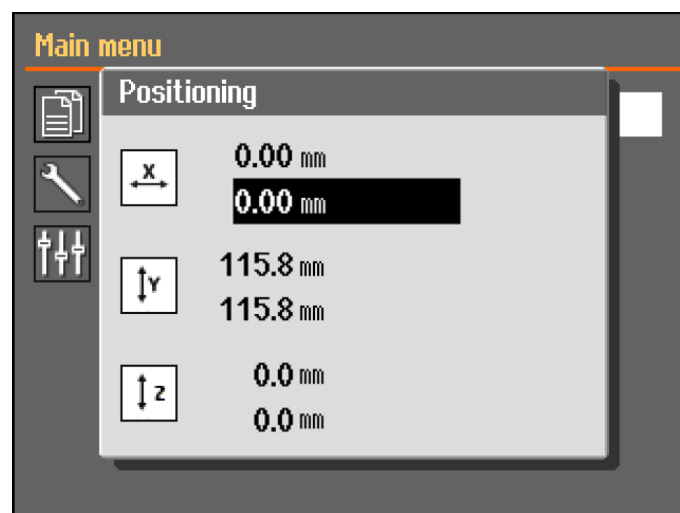 Main menu
Positioning
X
0.00 mm
0.00 mm
Y
115.8 mm
115.8 mm
Z
0.0 mm
0.0 mm